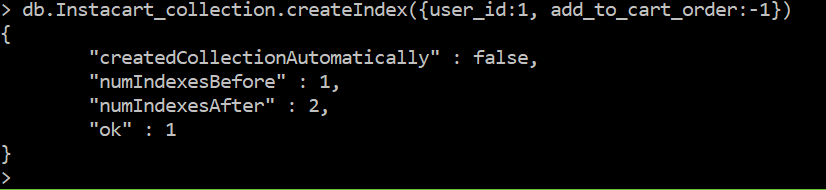 > db.Instacart_collection.createIndex({user_id:1, add_to_cart_order:-1})
{
        "createdCollectionAutomatically" : false,
        "numIndexesBefore" : 1,
        "numIndexesAfter" : 2,
        "ok" : 1
}
>